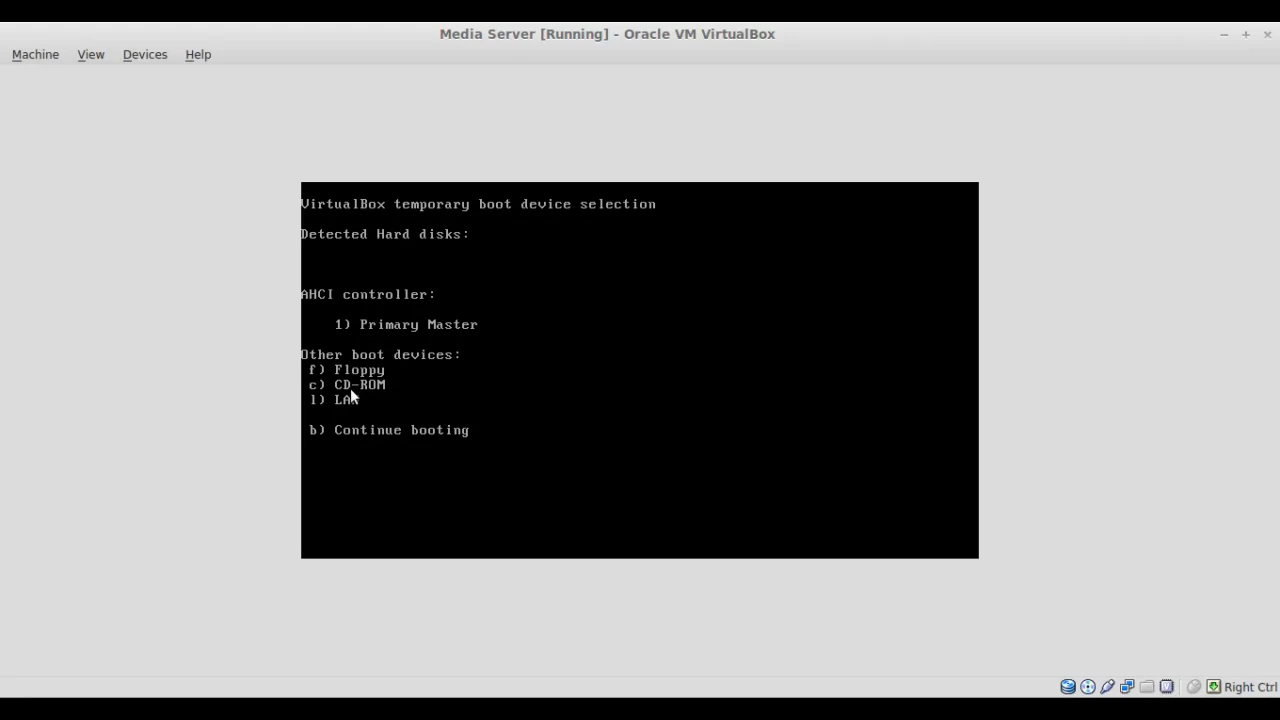 Media Server [Running] - Oracle VM VirtualBox
Machine View Devices Help
VirtualBox temporary boot device selection
Detected Hard disks:
AHCI controller:
1) Primary Master
Other boot devices:
f) Floppy
c) CD-ROM
l)
b) Continue booting
Right Ctrl